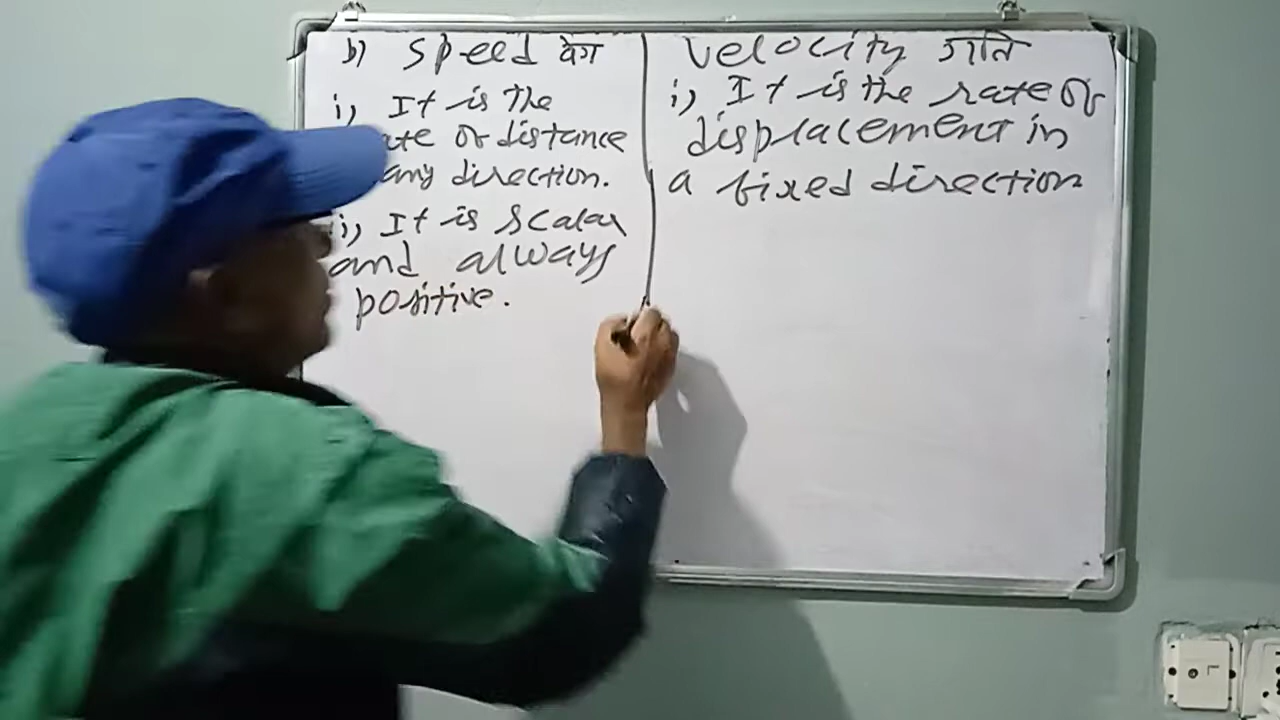 b) speed वेग
i) It is the
of distance
any direction.
ii) It is scalar
and always
positive.
velocity गति
i) It is the rate of
displacement in
a fixed direction